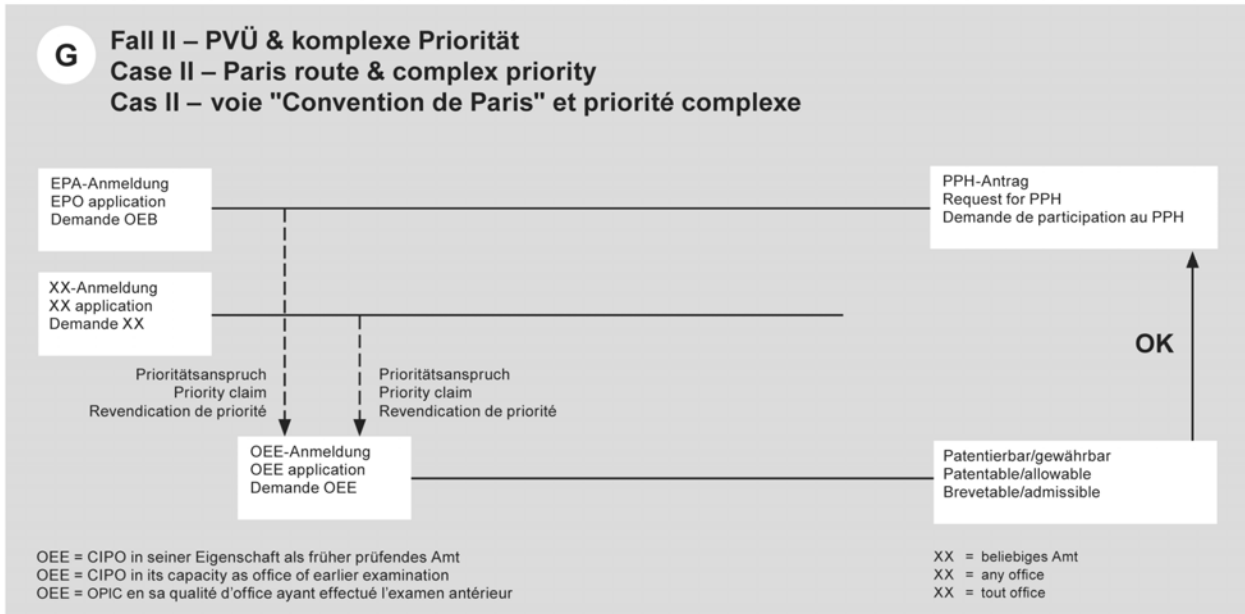 G
Fall II – PVÜ & komplexe Priorität
Case II – Paris route & complex priority
Cas II – voie "Convention de Paris" et priorité complexe
EPA-Anmeldung
EPO application
Demande OEB
PPH-Antrag
Request for PPH
Demande de participation au PPH
XX-Anmeldung
XX application
Demande XX
OK
Prioritätsanspruch
Priority claim
Revendication de priorité
Prioritätsanspruch
Priority claim
Revendication de priorité
OEE-Anmeldung
OEE application
Demande OEE
Patentierbar/gewährbar
Patentable/allowable
Brevetable/admissible
OEE = CIPO in seiner Eigenschaft als früher prüfendes Amt
OEE = CIPO in its capacity as office of earlier examination
OEE = OPIC en sa qualité d'office ayant effectué l'examen antérieur
XX = beliebiges Amt
XX = any office
XX = tout office